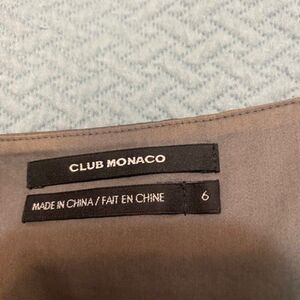 CLUB MONACO
MADE IN CHINA / FAIT EN CHINE 6